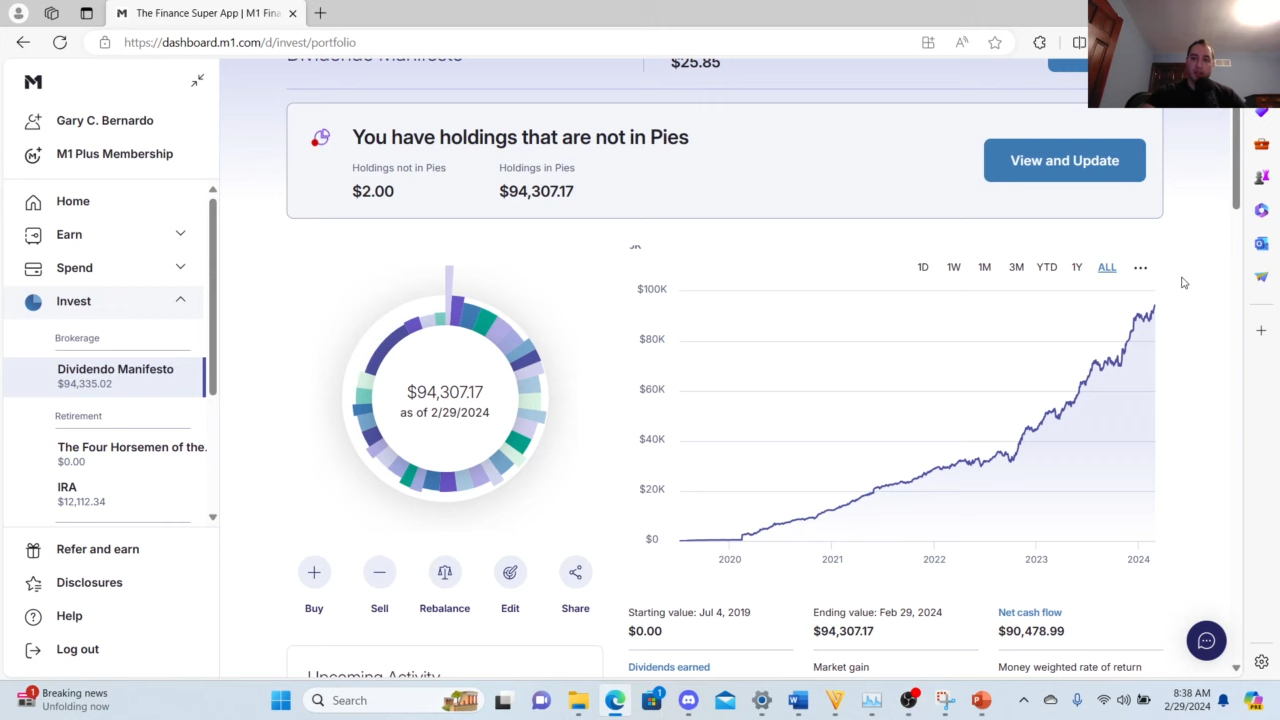 The Finance Super App | M1 Fina
https://dashboard.m1.com/d/invest/portfolio
M
Gary C. Bernardo
M1 Plus Membership
Home
Earn
Spend
Invest
Brokerage
Dividendo Manifesto
$94,335.02
Retirement
The Four Horsemen of the.
$0.00
IRA
$12,112.34
Refer and earn
Disclosures
Help
Log out
Dividendo Manifesto
$25.85
You have holdings that are not in Pies
Holdings not in Pies
Holdings in Pies
$2.00
$94,307.17
View and Update
$94,307.17
as of 2/29/2024
Buy
Sell
Rebalance
Edit
Share
Upcoming Activity
1D 1W 1M 3M YTD 1Y ALL
$100K
$80K
$60K
$40K
$20K
$0
2020 2021 2022 2023 2024
Starting value: Jul 4, 2019
$0.00
Ending value: Feb 29, 2024
$94,307.17
Net cash flow
$90,478.99
Dividends earned
Market gain
Money weighted rate of return
1
Breaking news
Unfolding now
Search
1
8:38 AM
2/29/2024
PRE